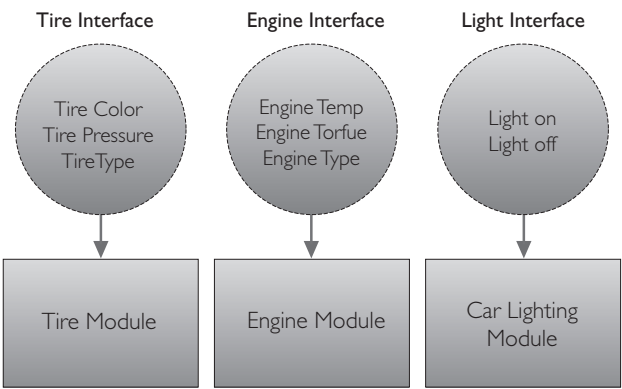 Tire Interface
Engine Interface
Light Interface
Tire Color
Tire Pressure
TireType
Engine Temp
Engine Torfue
Engine Type
Light on
Light off
Tire Module
Engine Module
Car Lighting
Module